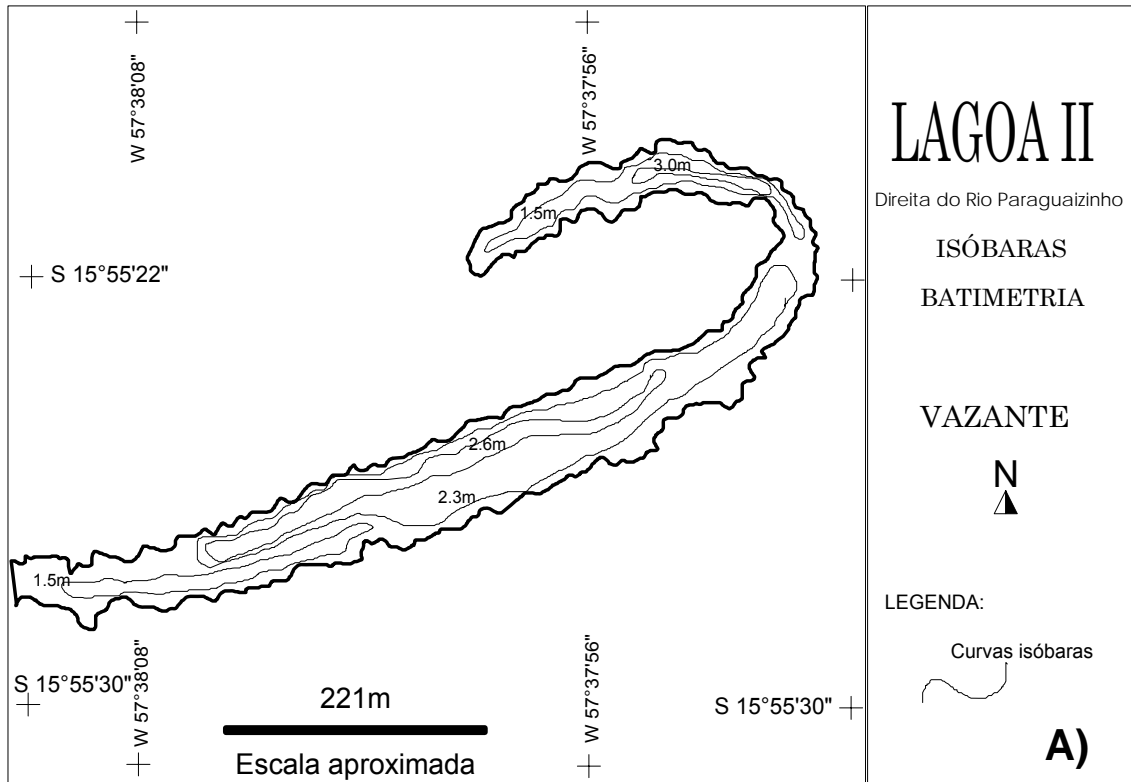 W 57°38'08"
W 57°37'56"
3.0m
1.5m
S 15°55'22"
2.6m
2.3m
1.5m
S 15°55'30"
W 57°38'08"
W 57°37'56"
S 15°55'30"
221m
Escala aproximada
LAGOA II
Direita do Rio Paraguaizinho
ISÓBARAS
BATIMETRIA
VAZANTE
N
LEGENDA:
Curvas isóbaras
A)